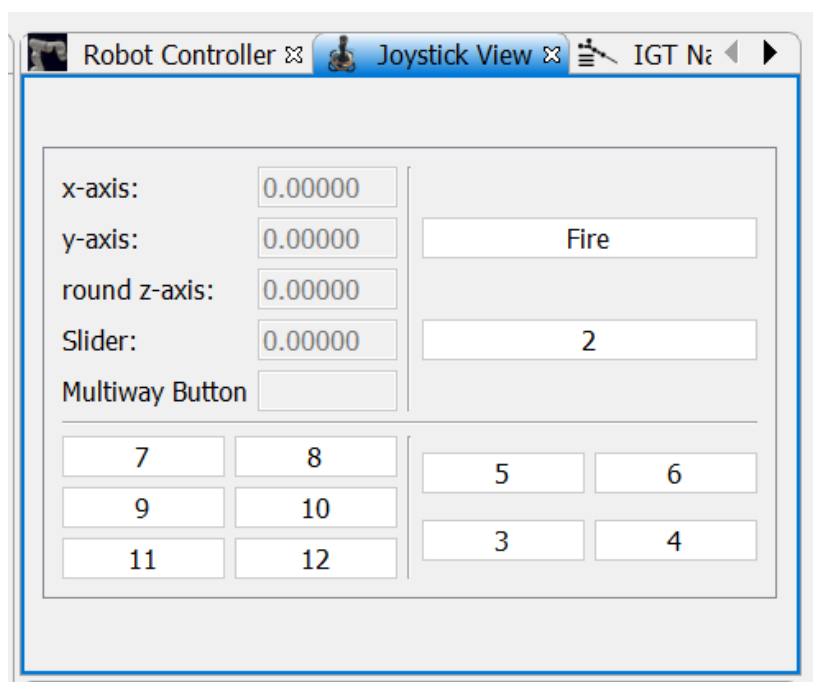 Robot Controller Joystick View IGT Na
x-axis: 0.00000
y-axis: 0.00000 Fire
round z-axis: 0.00000
Slider: 0.00000 2
Multiway Button
7 8 5 6
9 10
11 12 3 4